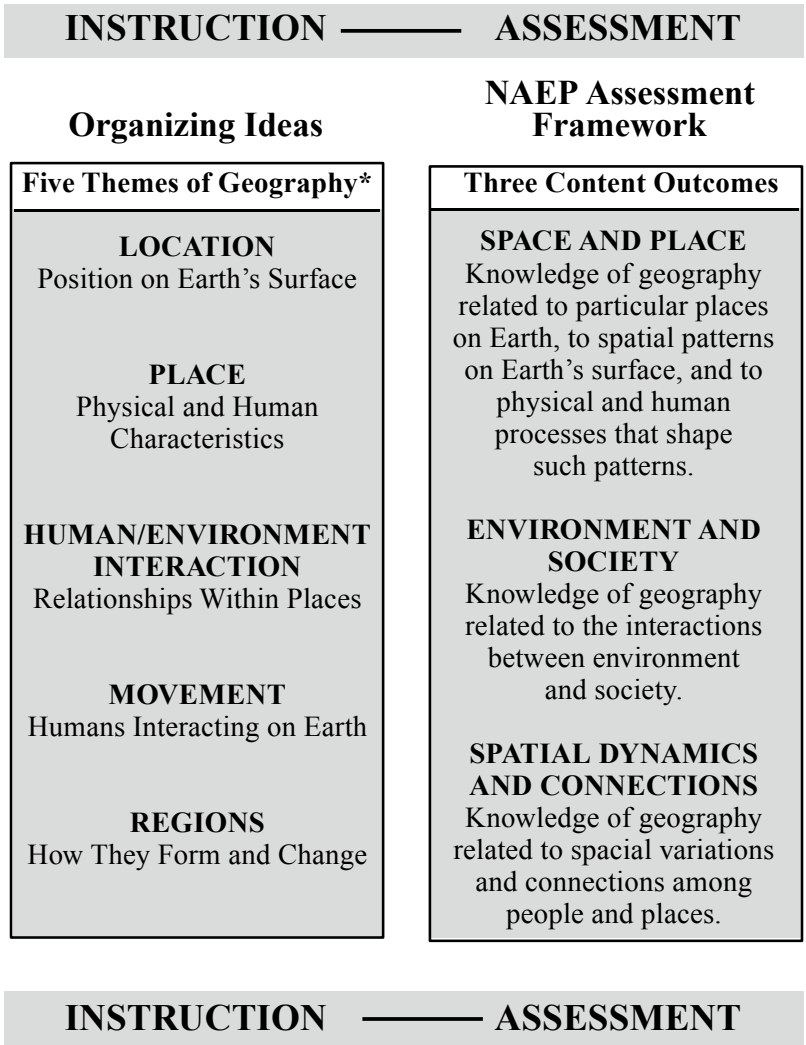 INSTRUCTION ASSESSMENT
Organizing Ideas
NAEP Assessment
Framework
Five Themes of Geography*
LOCATION
Position on Earth’s Surface
PLACE
Physical and Human
Characteristics
HUMAN/ENVIRONMENT
INTERACTION
Relationships Within Places
MOVEMENT
Humans Interacting on Earth
REGIONS
How They Form and Change
Three Content Outcomes
SPACE AND PLACE
Knowledge of geography
related to particular places
on Earth, to spatial patterns
on Earth’s surface, and to
physical and human
processes that shape
such patterns.
ENVIRONMENT AND
SOCIETY
Knowledge of geography
related to the interactions
between environment
and society.
SPATIAL DYNAMICS
AND CONNECTIONS
Knowledge of geography
related to spacial variations
and connections among
people and places.
INSTRUCTION ASSESSMENT